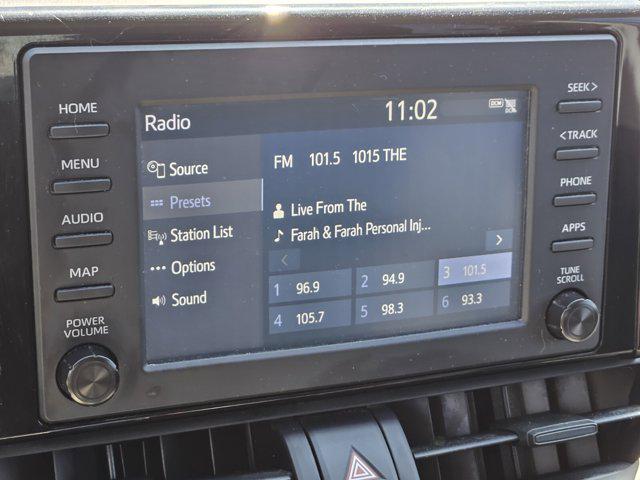 HOME
MENU
AUDIO
MAP
POWER
VOLUME
Radio
11:02
DCM
DCM
Source
Presets
Station List
Options
Sound
FM 101.5 1015 THE
Live From The
Farah & Farah Personal Inj...
< >
1 96.9 2 94.9 3 101.5
4 105.7 5 98.3 6 93.3
SEEK >
< TRACK
PHONE
APPS
TUNE
SCROLL